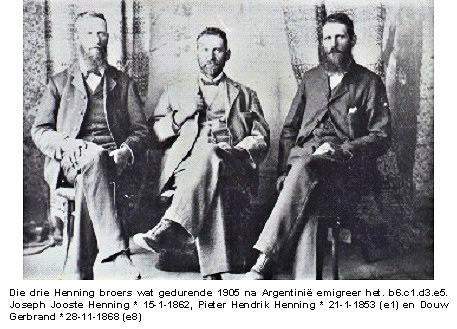 Die drie Henning broers wat gedurende 1905 na Argentinië emigreer het. b6.c1.d3.e5.
Joseph Jooste Henning * 15-1-1862, Pieter Hendrik Henning * 21-1-1853 (e1) en Douw
Gerbrand *28-11-1868 (e8)